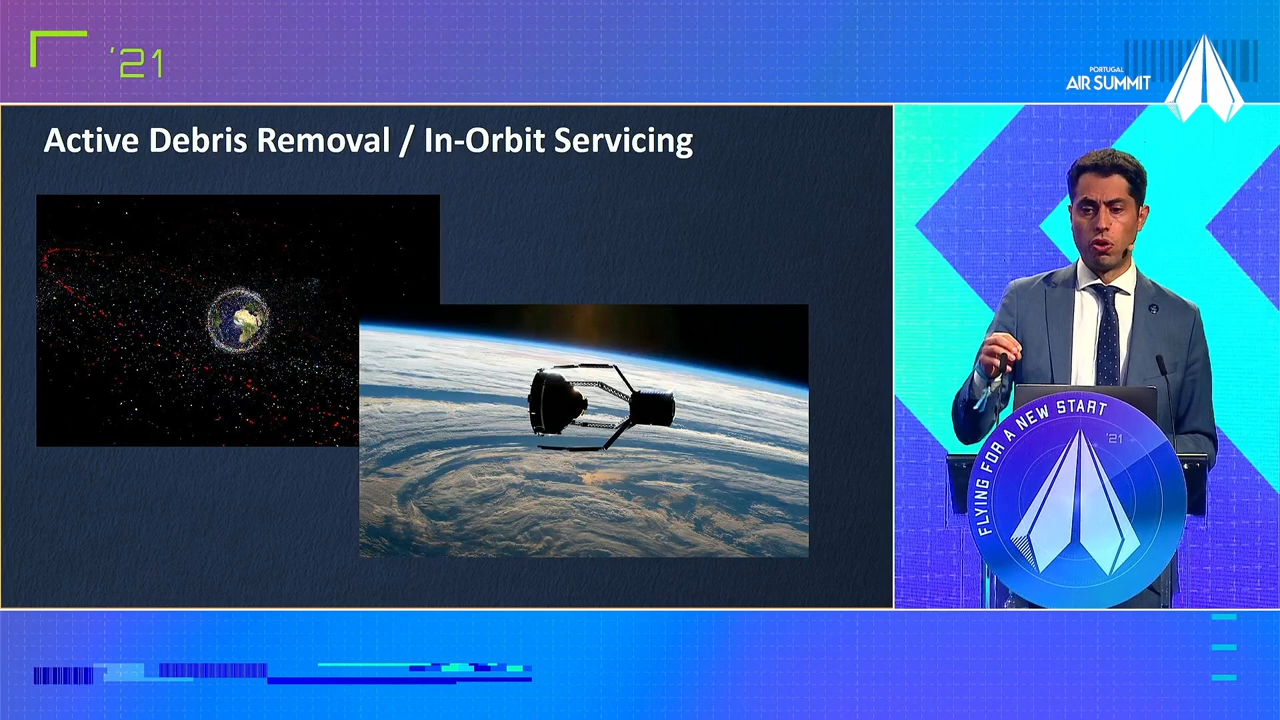 '21
PORTUGAL
AIR SUMMIT
Active Debris Removal / In-Orbit Servicing
FLYING FOR A NEW START
'21